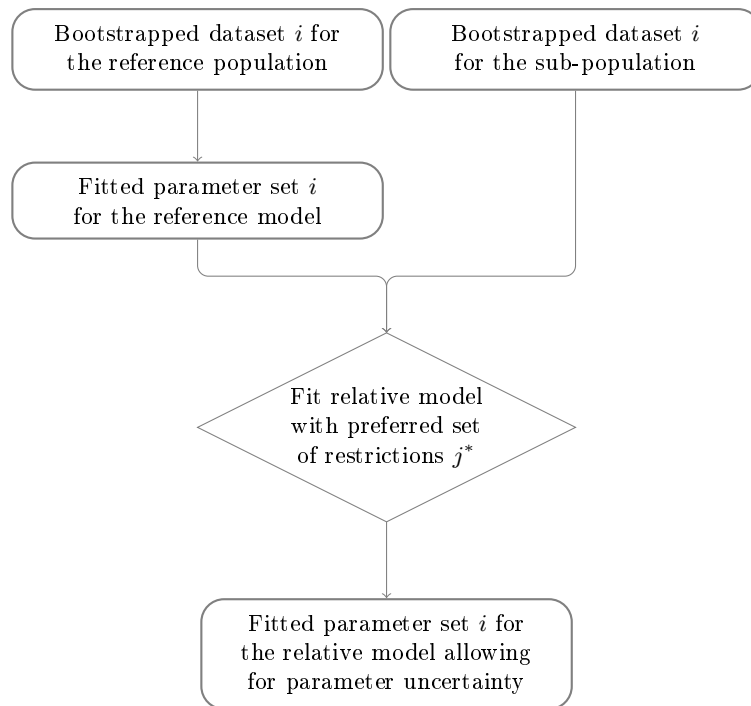 Bootstrapped dataset i for
the reference population
Bootstrapped dataset i
for the sub-population
Fitted parameter set i
for the reference model
Fit relative model
with preferred set
of restrictions j*
Fitted parameter set i for
the relative model allowing
for parameter uncertainty